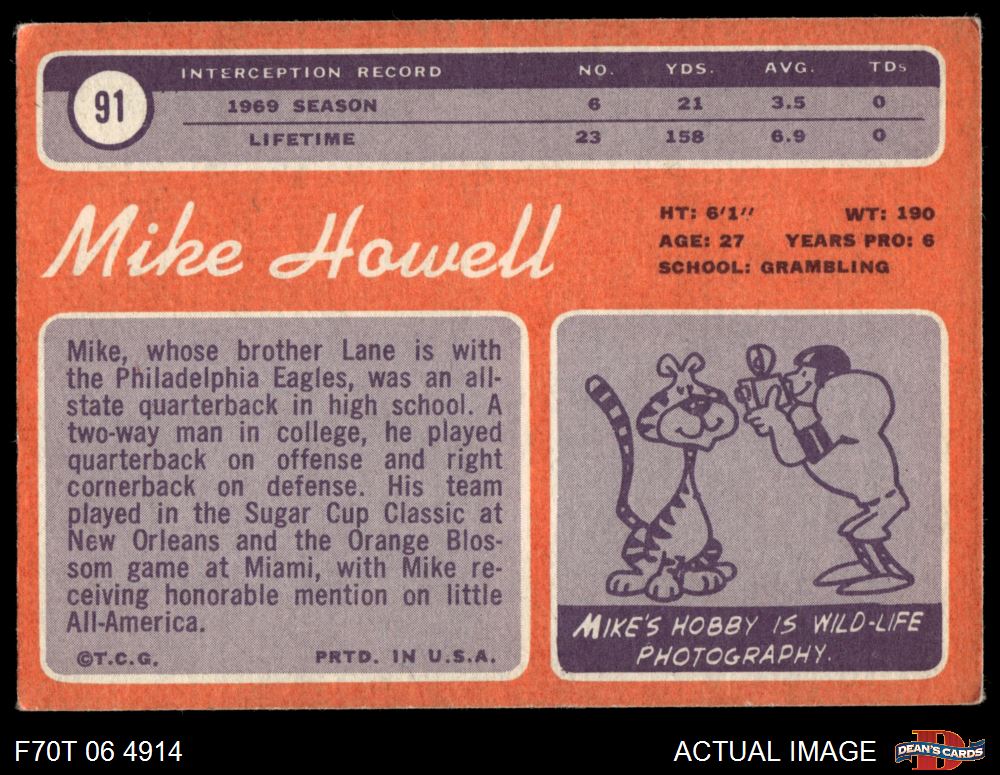 91
INTERCEPTION RECORD NO. YDS. AVG. TDs
1969 SEASON 6 21 3.5 0
LIFETIME 23 158 6.9 0
Mike Howell
HT: 6'1" WT: 190
AGE: 27 YEARS PRO: 6
SCHOOL: GRAMBLING
Mike, whose brother Lane is with
the Philadelphia Eagles, was an all-
state quarterback in high school. A
two-way man in college, he played
quarterback on offense and right
cornerback on defense. His team
played in the Sugar Cup Classic at
New Orleans and the Orange Blos-
som game at Miami, with Mike re-
ceiving honorable mention on little
All-America.
©T.C.G. PRTD. IN U.S.A.
MIKE'S HOBBY IS WILD-LIFE
PHOTOGRAPHY.
F70T 06 4914
ACTUAL IMAGE
D
DEAN'S CARDS